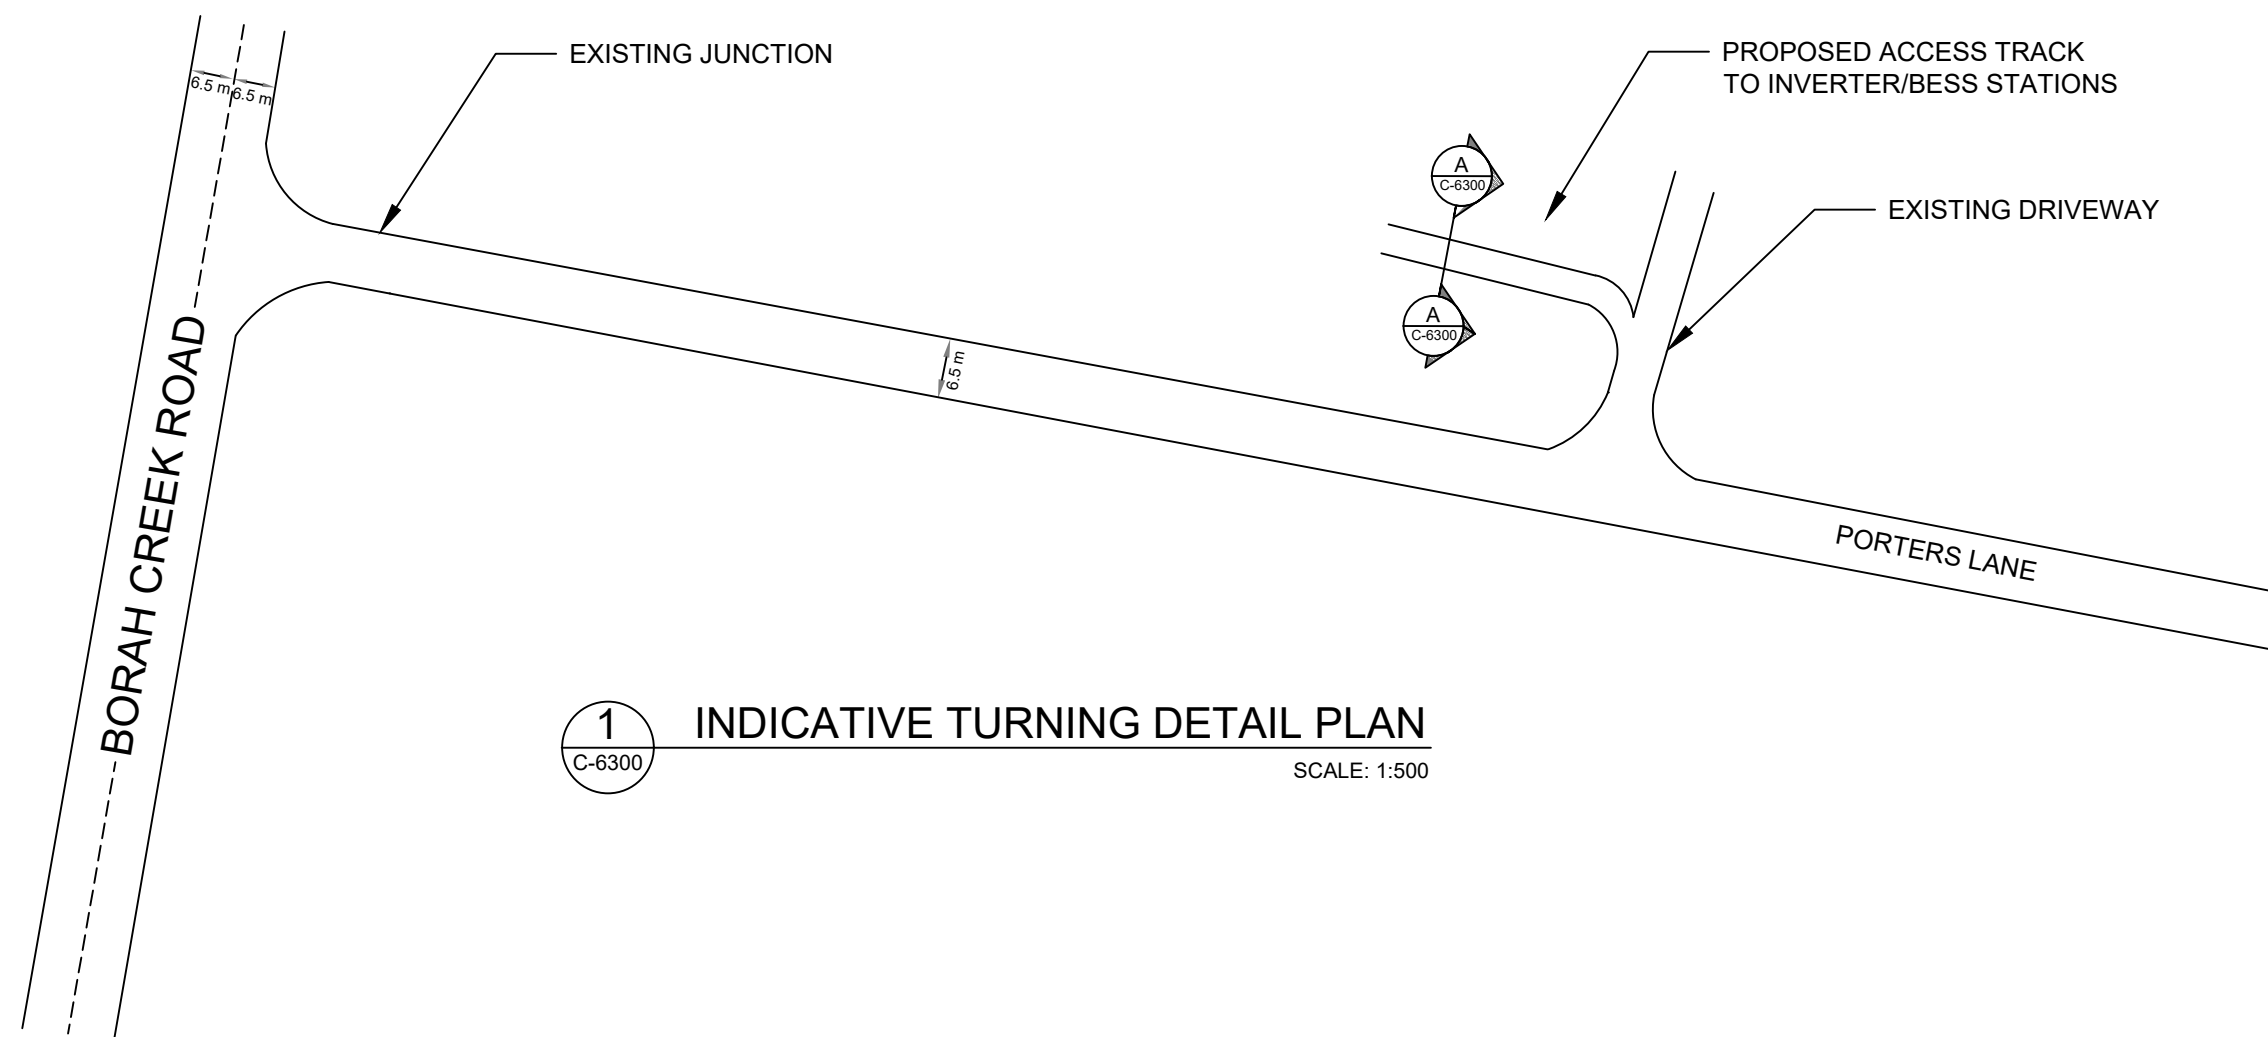 EXISTING JUNCTION
PROPOSED ACCESS TRACK
TO INVERTER/BESS STATIONS
6.5 m
6.5 m
A
C-6300
EXISTING DRIVEWAY
A
C-6300
6.5 m
BORAH CREEK ROAD
PORTERS LANE
1
C-6300
INDICATIVE TURNING DETAIL PLAN
SCALE: 1:500